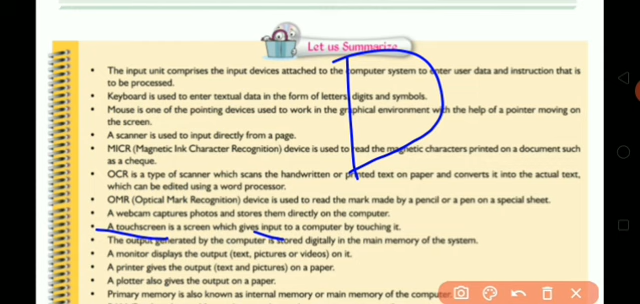 Let us Summarize
• The input unit comprises the input devices attached to the computer system to enter user data and instruction that is
to be processed.
• Keyboard is used to enter textual data in the form of letters, digits and symbols.
• Mouse is one of the pointing devices used to work in the graphical environment with the help of a pointer moving on
the screen.
• A scanner is used to input directly from a page.
• MICR (Magnetic Ink Character Recognition) device is used to read the magnetic characters printed on a document such
as a cheque.
• OCR is a type of scanner which scans the handwritten or printed text on paper and converts it into the actual text,
which can be edited using a word processor.
• OMR (Optical Mark Recognition) device is used to read the mark made by a pencil or a pen on a special sheet.
• A webcam captures photos and stores them directly on the computer.
• A touchscreen is a screen which gives input to a computer by touching it.
• The output generated by the computer is stored digitally in the main memory of the system.
• A monitor displays the output (text, pictures or videos) on it.
• A printer gives the output (text and pictures) on a paper.
• A plotter also gives the output on a paper.
• Primary memory is also known as internal memory or main memory of the computer.